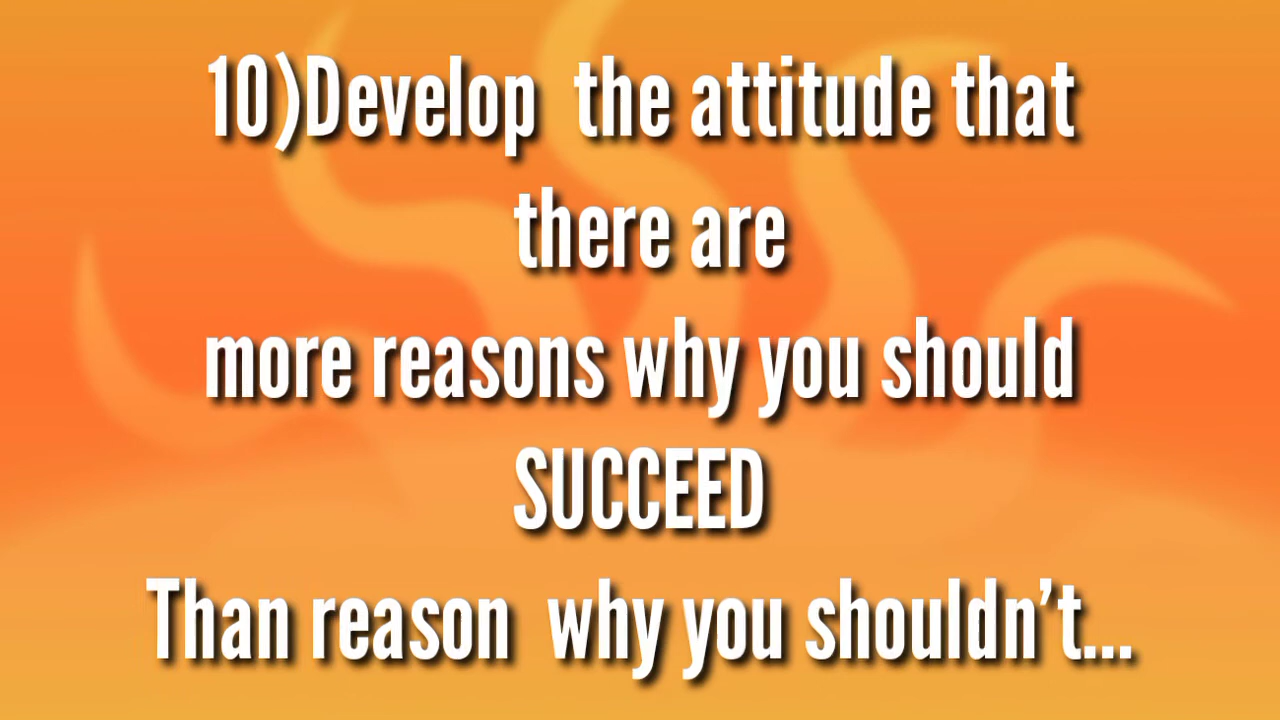 10)Develop  the attitude that
there are
more reasons why you should
SUCCEED
Than reason  why you shouldn’t...